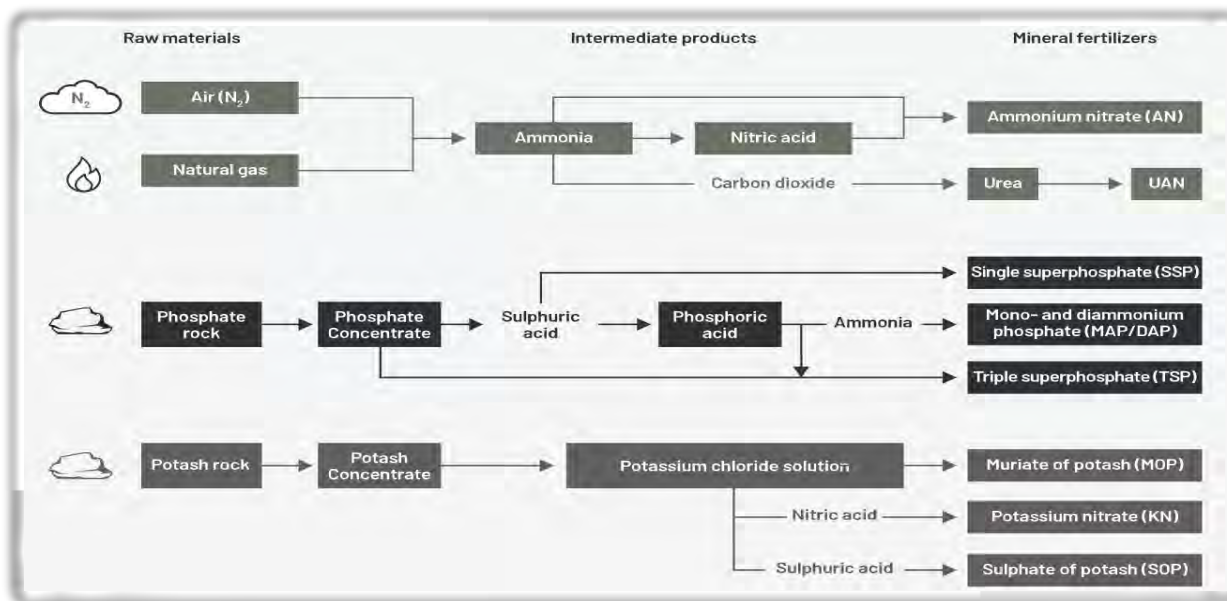 Raw materials
Intermediate products
Mineral fertilizers
N₂
Air (N₂)
Natural gas
Ammonia
Nitric acid
Ammonium nitrate (AN)
Carbon dioxide
Urea
UAN
Phosphate
rock
Phosphate
Concentrate
Sulphuric
acid
Phosphoric
acid
Ammonia
Single superphosphate (SSP)
Mono- and diammonium
phosphate (MAP/DAP)
Triple superphosphate (TSP)
Potash rock
Potash
Concentrate
Potassium chloride solution
Muriate of potash (MOP)
Nitric acid
Potassium nitrate (KN)
Sulphuric acid
Sulphate of potash (SOP)